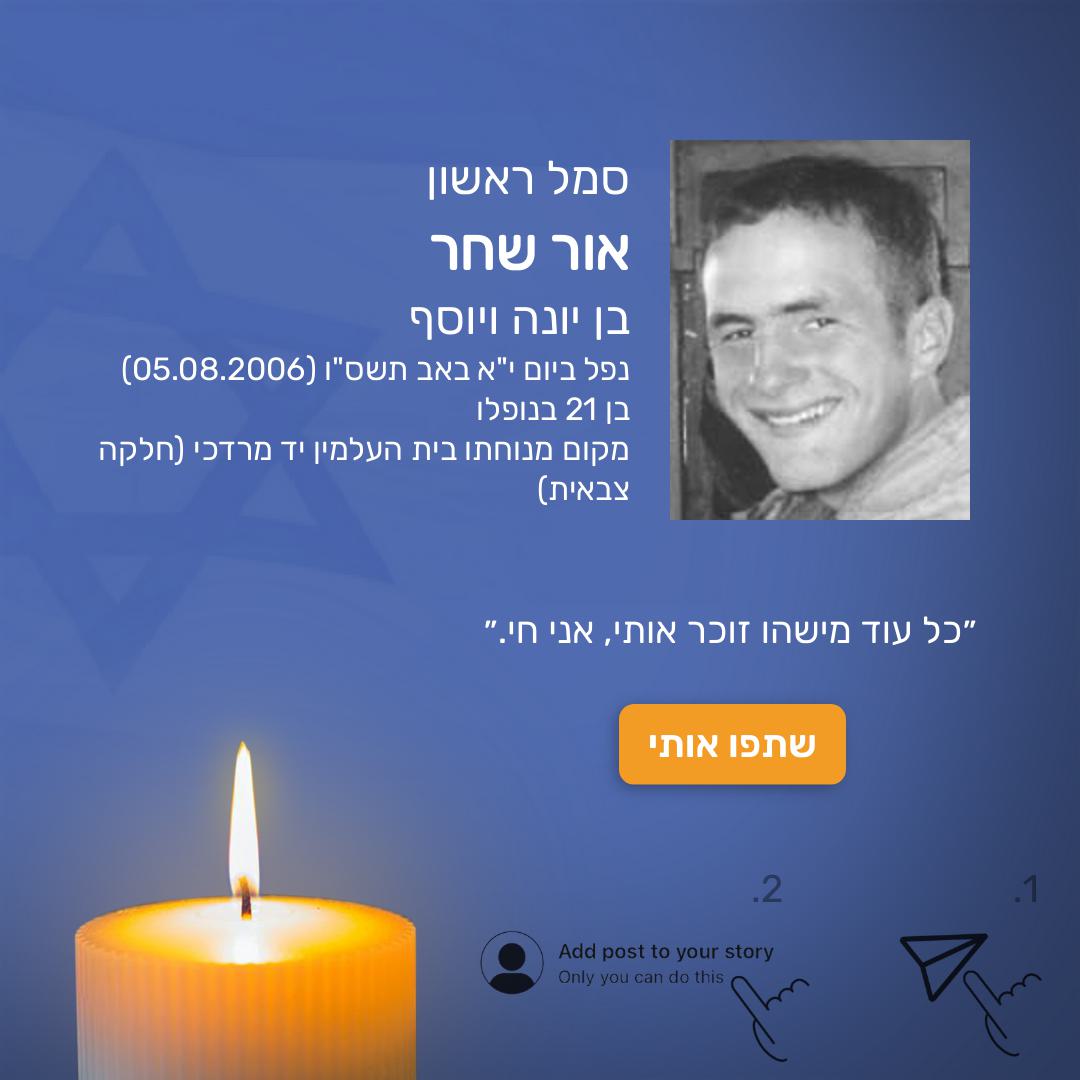 סמל ראשון
אור שחר
בן יונה ויוסף
נפל ביום י"א באב תשס"ו (05.08.2006)
בן 21 בנופלו
מקום מנוחתו בית העלמין יד מרדכי (חלקה
צבאית)
״כל עוד מישהו זוכר אותי, אני חי.״
שתפו אותי
.1
.2
Add post to your story
Only you can do this